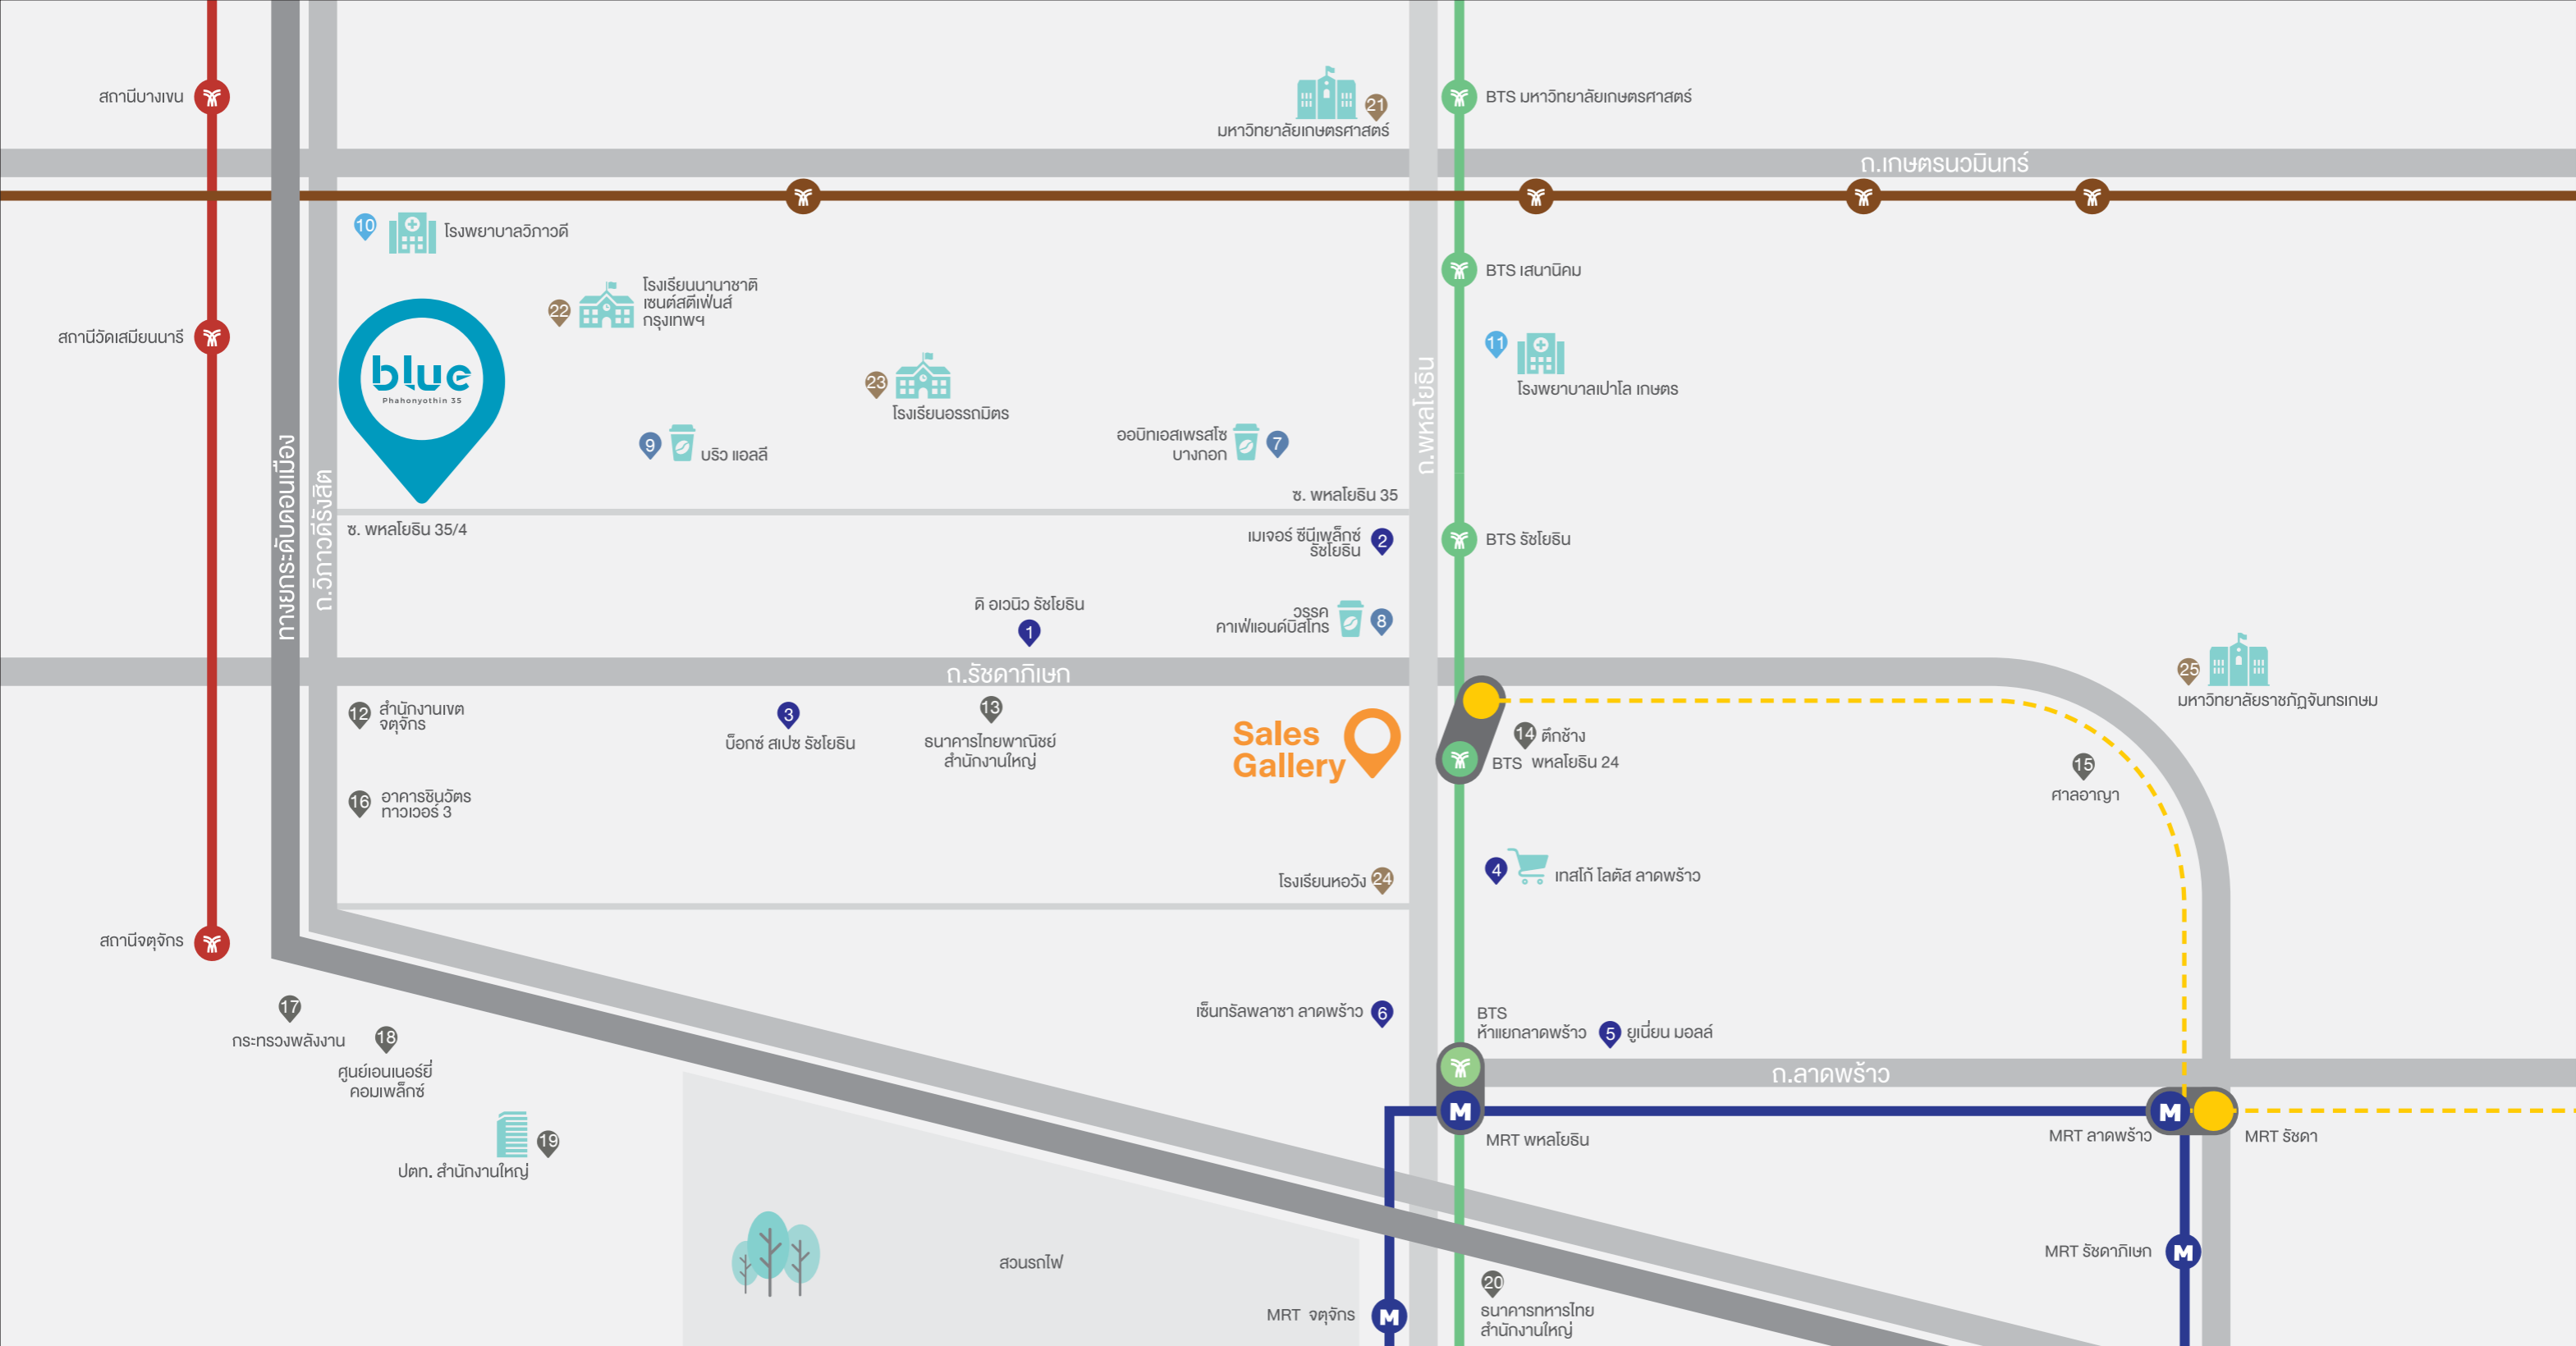 สถานีบางเขน
21
มหาวิทยาลัยเกษตรศาสตร์
BTS มหาวิทยาลัยเกษตรศาสตร์
ถ.เกษตรนวมินทร์
10
โรงพยาบาลวิภาวดี
22
โรงเรียนนานาชาติ
เซนต์สตีเฟ่นส์
กรุงเทพฯ
BTS เสนานิคม
สถานีวัดเสมียนนารี
blue
Phahonyothin 35
23
โรงเรียนอรรถมิตร
11
โรงพยาบาลเปาโล เกษตร
9
บริว แอลลี
ออบิทเอสเพรสโซ
บางกอก
7
ถ.พหลโยธิน
ทางยกระดับดอนเมือง
ถ.วิภาวดีรังสิต
ซ. พหลโยธิน 35
ซ. พหลโยธิน 35/4
เมเจอร์ ซีนีเพล็กซ์
รัชโยธิน
2
BTS รัชโยธิน
ดิ อเวนิว รัชโยธิน
1
วรรค
คาเฟ่แอนด์บิสโทร
8
ถ.รัชดาภิเษก
25
มหาวิทยาลัยราชภัฏจันทรเกษม
12
สำนักงานเขต
จตุจักร
3
บ็อกซ์ สเปซ รัชโยธิน
13
ธนาคารไทยพาณิชย์
สำนักงานใหญ่
Sales
Gallery
14
ตึกช้าง
BTS พหลโยธิน 24
15
ศาลอาญา
16
อาคารชินวัตร
ทาวเวอร์ 3
โรงเรียนหอวัง
24
4
เทสโก้ โลตัส ลาดพร้าว
สถานีจตุจักร
17
กระทรวงพลังงาน
18
ศูนย์เอนเนอร์ยี่
คอมเพล็กซ์
เซ็นทรัลพลาซา ลาดพร้าว
6
BTS
ห้าแยกลาดพร้าว
5
ยูเนี่ยน มอลล์
ถ.ลาดพร้าว
M
MRT พหลโยธิน
M
MRT ลาดพร้าว
MRT รัชดา
19
ปตท. สำนักงานใหญ่
สวนรถไฟ
MRT รัชดาภิเษก
M
MRT จตุจักร
M
20
ธนาคารทหารไทย
สำนักงานใหญ่